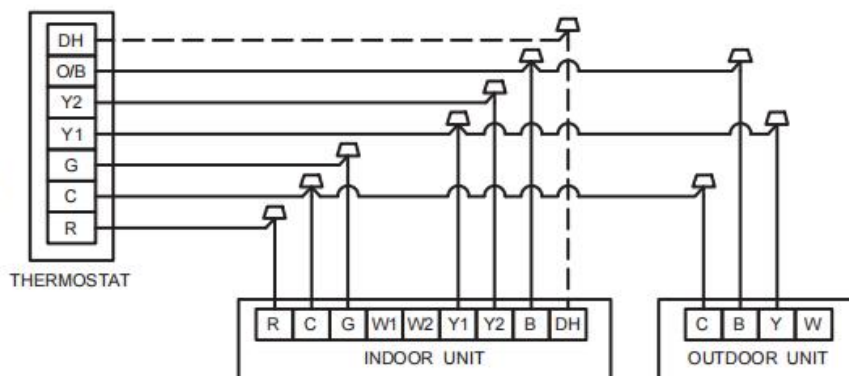 DH
O/B
Y2
Y1
G
C
R
THERMOSTAT
R C G W1 W2 Y1 Y2 B DH
INDOOR UNIT
C B Y W
OUTDOOR UNIT